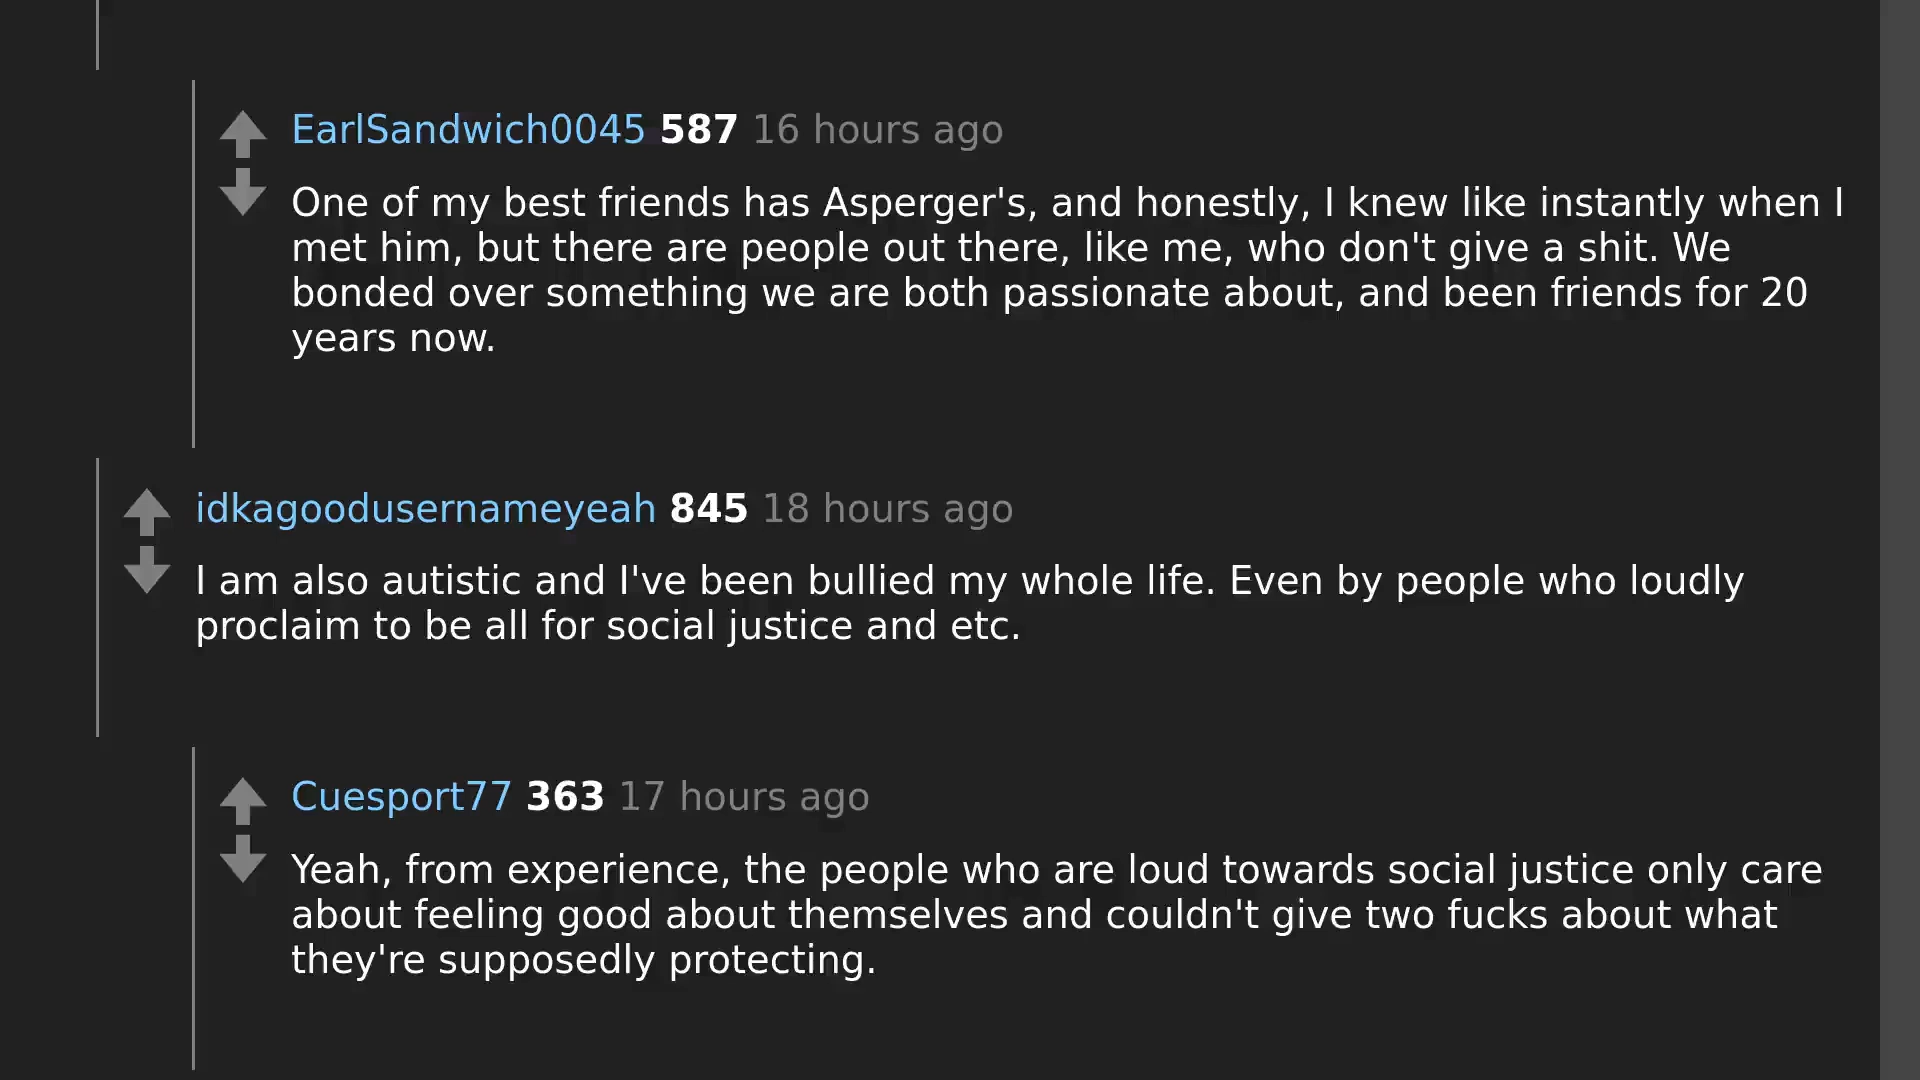 EarlSandwich0045 587 16 hours ago
One of my best friends has Asperger's, and honestly, I knew like instantly when I
met him, but there are people out there, like me, who don't give a shit. We
bonded over something we are both passionate about, and been friends for 20
years now.
idkagoodusernameyeah 845 18 hours ago
I am also autistic and I've been bullied my whole life. Even by people who loudly
proclaim to be all for social justice and etc.
Cuesport77 363 17 hours ago
Yeah, from experience, the people who are loud towards social justice only care
about feeling good about themselves and couldn't give two fucks about what
they're supposedly protecting.